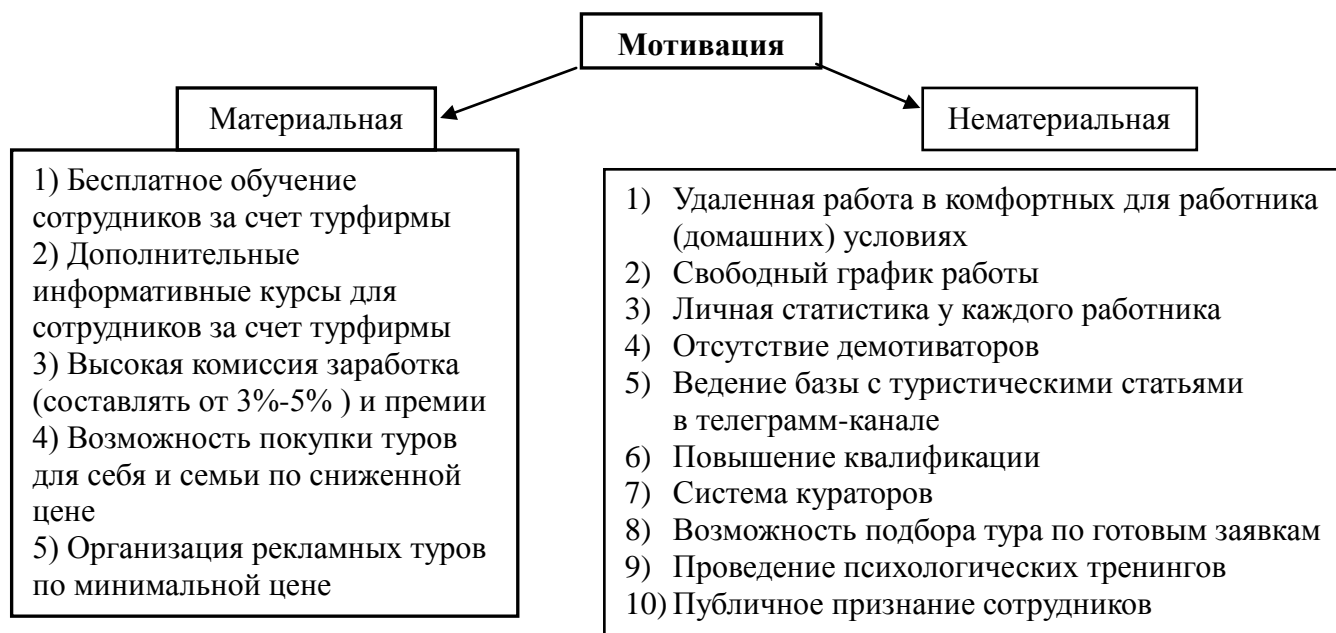 Мотивация
Материальная
1) Бесплатное обучение
сотрудников за счет турфирмы
2) Дополнительные
информативные курсы для
сотрудников за счет турфирмы
3) Высокая комиссия заработка
(составлять от 3%-5% ) и премии
4) Возможность покупки туров
для себя и семьи по сниженной
цене
5) Организация рекламных туров
по минимальной цене
Нематериальная
1) Удаленная работа в комфортных для работника
(домашних) условиях
2) Свободный график работы
3) Личная статистика у каждого работника
4) Отсутствие демотиваторов
5) Ведение базы с туристическими статьями
в телеграмм-канале
6) Повышение квалификации
7) Система кураторов
8) Возможность подбора тура по готовым заявкам
9) Проведение психологических тренингов
10) Публичное признание сотрудников